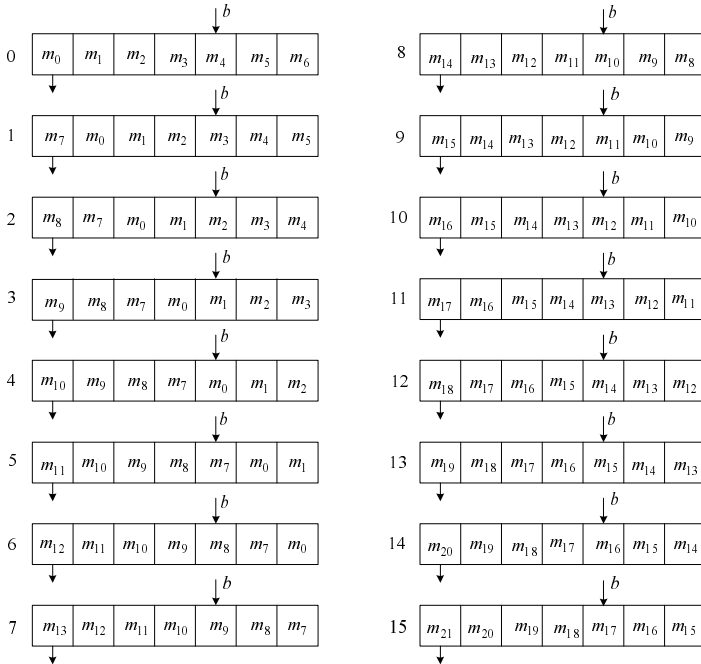 b
0 m₀ m₁ m₂ m₃ m₄ m₅ m₆
b
1 m₇ m₀ m₁ m₂ m₃ m₄ m₅
b
2 m₈ m₇ m₀ m₁ m₂ m₃ m₄
b
3 m₉ m₈ m₇ m₀ m₁ m₂ m₃
b
4 m₁₀ m₉ m₈ m₇ m₀ m₁ m₂
b
5 m₁₁ m₁₀ m₉ m₈ m₇ m₀ m₁
b
6 m₁₂ m₁₁ m₁₀ m₉ m₈ m₇ m₀
b
7 m₁₃ m₁₂ m₁₁ m₁₀ m₉ m₈ m₇
b
8 m₁₄ m₁₃ m₁₂ m₁₁ m₁₀ m₉ m₈
b
9 m₁₅ m₁₄ m₁₃ m₁₂ m₁₁ m₁₀ m₉
b
10 m₁₆ m₁₅ m₁₄ m₁₃ m₁₂ m₁₁ m₁₀
b
11 m₁₇ m₁₆ m₁₅ m₁₄ m₁₃ m₁₂ m₁₁
b
12 m₁₈ m₁₇ m₁₆ m₁₅ m₁₄ m₁₃ m₁₂
b
13 m₁₉ m₁₈ m₁₇ m₁₆ m₁₅ m₁₄ m₁₃
b
14 m₂₀ m₁₉ m₁₈ m₁₇ m₁₆ m₁₅ m₁₄
b
15 m₂₁ m₂₀ m₁₉ m₁₈ m₁₇ m₁₆ m₁₅